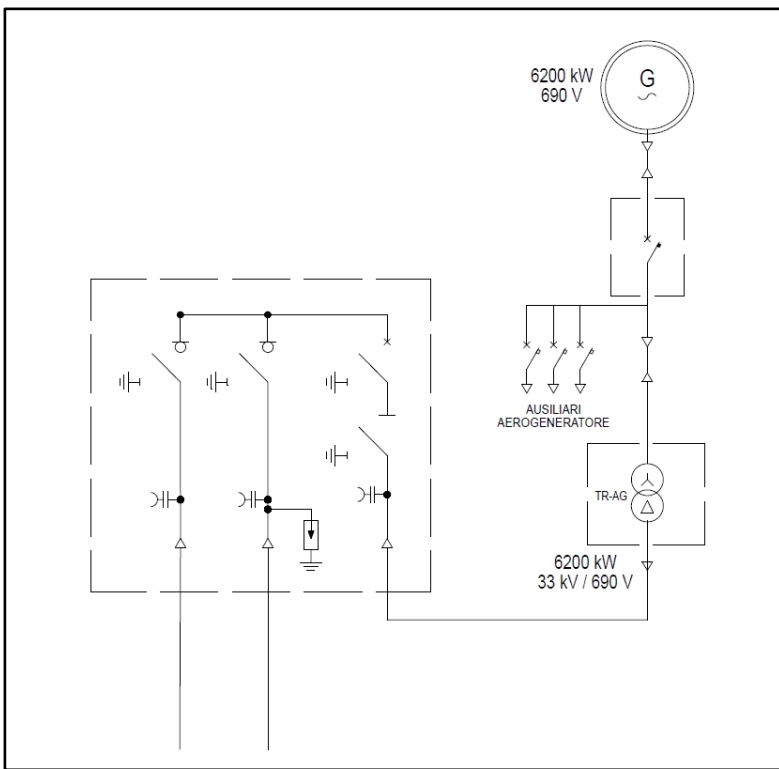 6200 kW
690 V
G
AUSILIARI
AEROGENERATORE
TR-AG
6200 kW
33 kV / 690 V